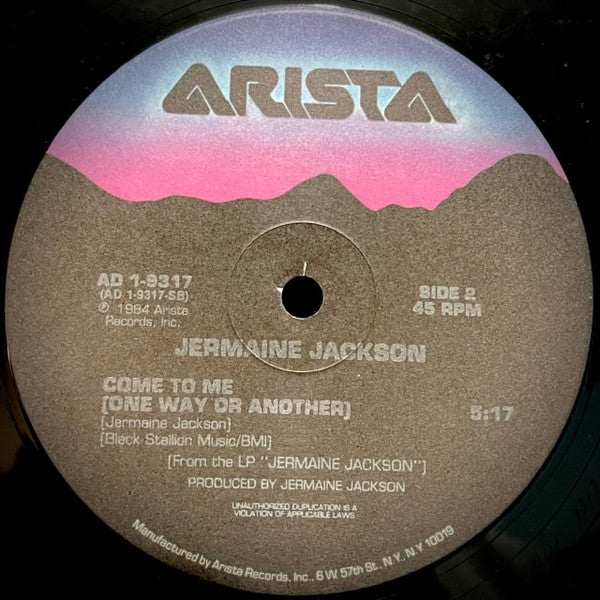 ARISTA
AD 1-9317
(AD 1-9317-SB)
℗ 1984 Arista
Records, Inc.
SIDE 2
45 RPM
JERMAINE JACKSON
COME TO ME
[ONE WAY OR ANOTHER]
5:17
[Jermaine Jackson]
[Black Stallion Music/BMI]
[From the LP "JERMAINE JACKSON"]
PRODUCED BY JERMAINE JACKSON
UNAUTHORIZED DUPLICATION IS A
VIOLATION OF APPLICABLE LAWS
Manufactured by Arista Records, Inc., 6 W 57th St., N.Y., N.Y 10019